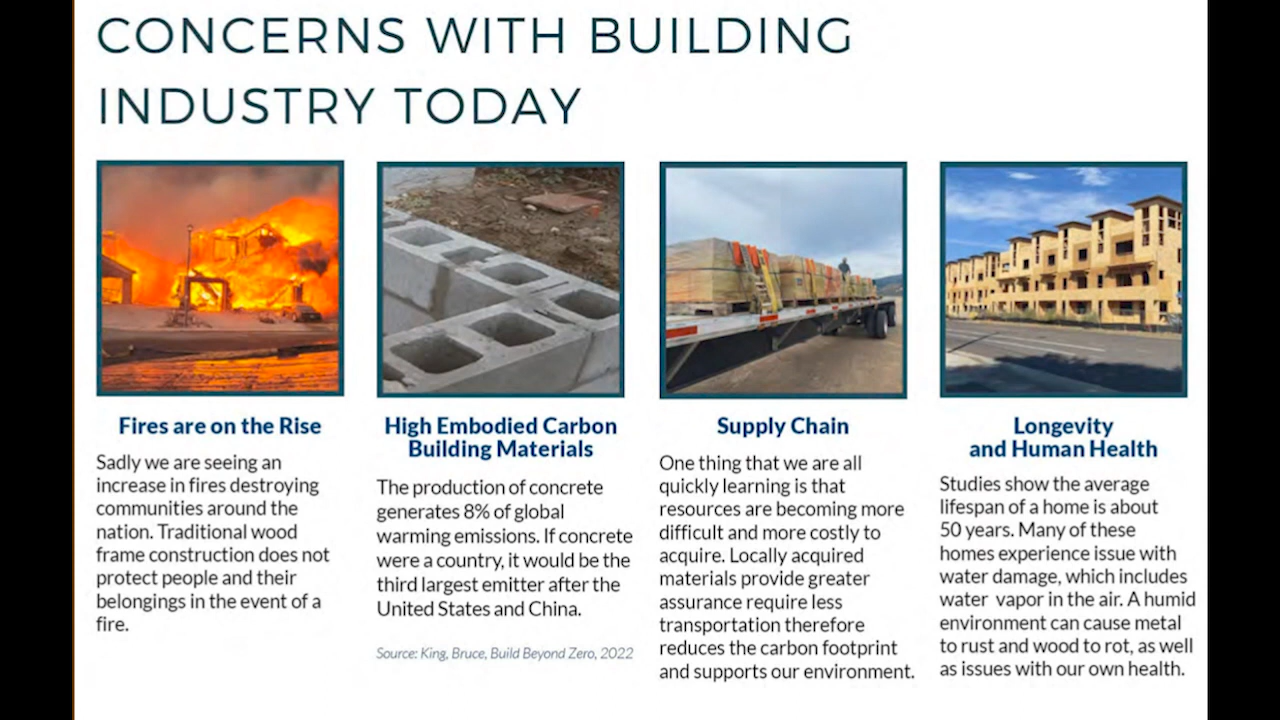 CONCERNS WITH BUILDING
INDUSTRY TODAY
Fires are on the Rise
Sadly we are seeing an
increase in fires destroying
communities around the
nation. Traditional wood
frame construction does not
protect people and their
belongings in the event of a
fire.
High Embodied Carbon
Building Materials
The production of concrete
generates 8% of global
warming emissions. If concrete
were a country, it would be the
third largest emitter after the
United States and China.
Source: King, Bruce, Build Beyond Zero, 2022
Supply Chain
One thing that we are all
quickly learning is that
resources are becoming more
difficult and more costly to
acquire. Locally acquired
materials provide greater
assurance require less
transportation therefore
reduces the carbon footprint
and supports our environment.
Longevity
and Human Health
Studies show the average
lifespan of a home is about
50 years. Many of these
homes experience issue with
water damage, which includes
water vapor in the air. A humid
environment can cause metal
to rust and wood to rot, as well
as issues with our own health.